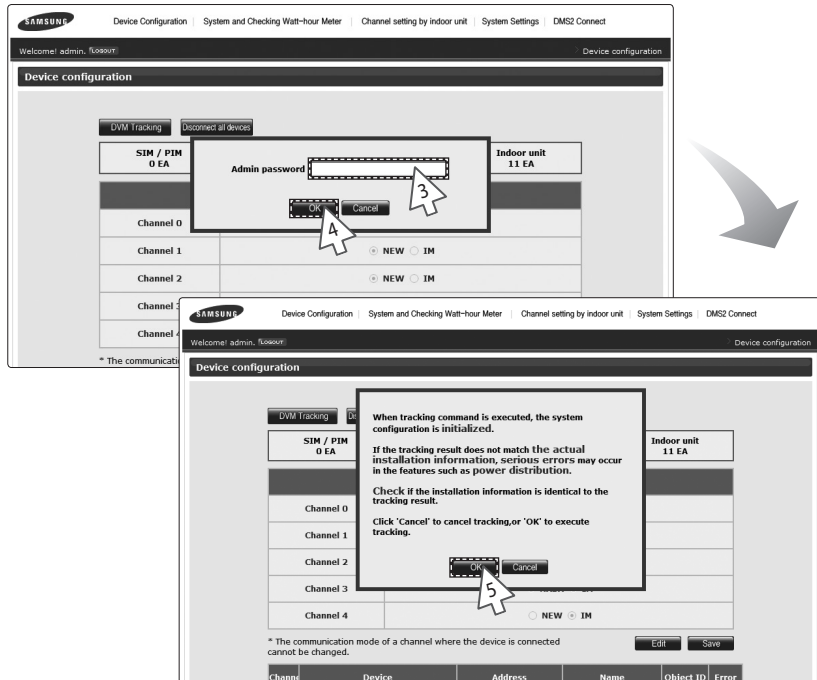 SAMSUNG
Device Configuration | System and Checking Watt-hour Meter | Channel setting by indoor unit | System Settings | DMS2 Connect
Welcome! admin. LOGOUT
> Device configuration
Device configuration
DVM Tracking Disconnect all devices
SIM / PIM
0 EA
Indoor unit
11 EA
Admin password
3
OK Cancel
4
Channel 0
Channel 1 NEW IM
Channel 2 NEW IM
Channel
Channel
* The
SAMSUNG
Device Configuration | System and Checking Watt-hour Meter | Channel setting by indoor unit | System Settings | DMS2 Connect
Welcome! admin. LOGOUT
> Device configuration
Device configuration
DVM Tracking
SIM / PIM
0 EA
Indoor unit
11 EA
When tracking command is executed, the system
configuration is initialized.
If the tracking result does not match the actual
installation information, serious errors may occur
in the features such as power distribution.
Check if the installation information is identical to the
tracking result.
Click 'Cancel' to cancel tracking,or 'OK' to execute
tracking.
OK Cancel
5
Channel 0
Channel 1
Channel 2
Channel 3
Channel 4 NEW IM
* The communication mode of a channel where the device is connected
cannot be changed.
Edit Save
Device Address Name Object ID Error